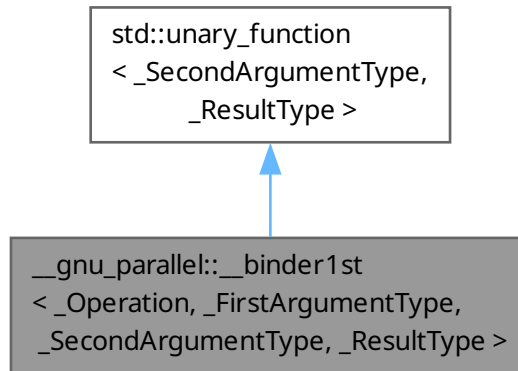 std::unary_function
< _SecondArgumentType,
_ResultType >
__gnu_parallel::__binder1st
< _Operation, _FirstArgumentType,
_SecondArgumentType, _ResultType >